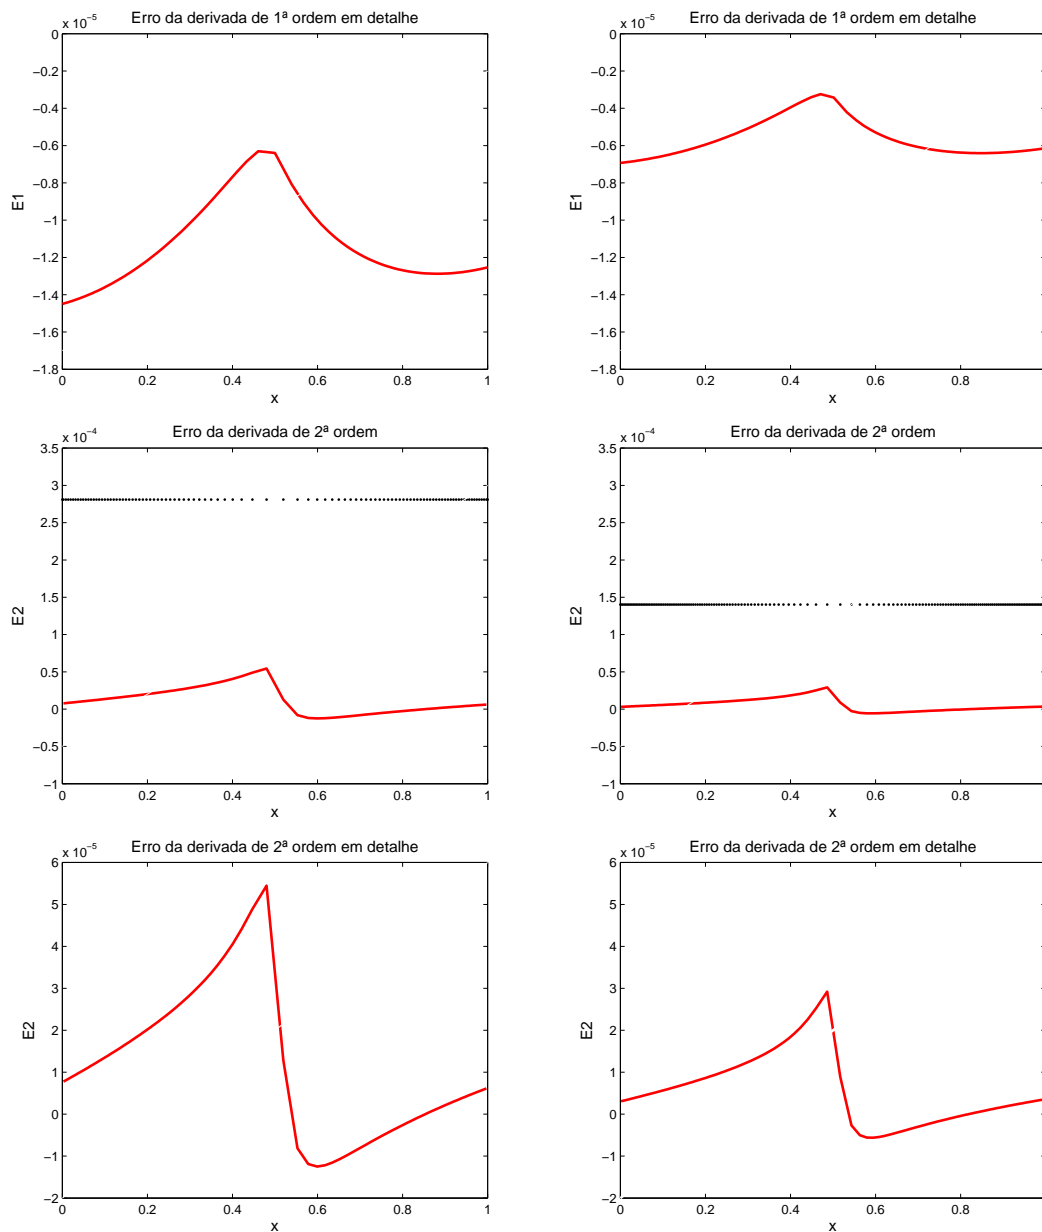 x 10⁻⁵
Erro da derivada de 1ª ordem em detalhe
0
−0.2
−0.4
−0.6
−0.8
−1
−1.2
−1.4
−1.6
−1.8
E1
0 0.2 0.4 0.6 0.8 1
x
x 10⁻⁵
Erro da derivada de 1ª ordem em detalhe
0
−0.2
−0.4
−0.6
−0.8
−1
−1.2
−1.4
−1.6
−1.8
E1
0 0.2 0.4 0.6 0.8
x
x 10⁻⁴
Erro da derivada de 2ª ordem
3.5
3
2.5
2
1.5
1
0.5
0
−0.5
−1
E2
0 0.2 0.4 0.6 0.8 1
x
x 10⁻⁴
Erro da derivada de 2ª ordem
3.5
3
2.5
2
1.5
1
0.5
0
−0.5
−1
E2
0 0.2 0.4 0.6 0.8
x
x 10⁻⁵
Erro da derivada de 2ª ordem em detalhe
6
5
4
3
2
1
0
−1
−2
E2
0 0.2 0.4 0.6 0.8 1
x
x 10⁻⁵
Erro da derivada de 2ª ordem em detalhe
6
5
4
3
2
1
0
−1
−2
E2
0 0.2 0.4 0.6 0.8
x